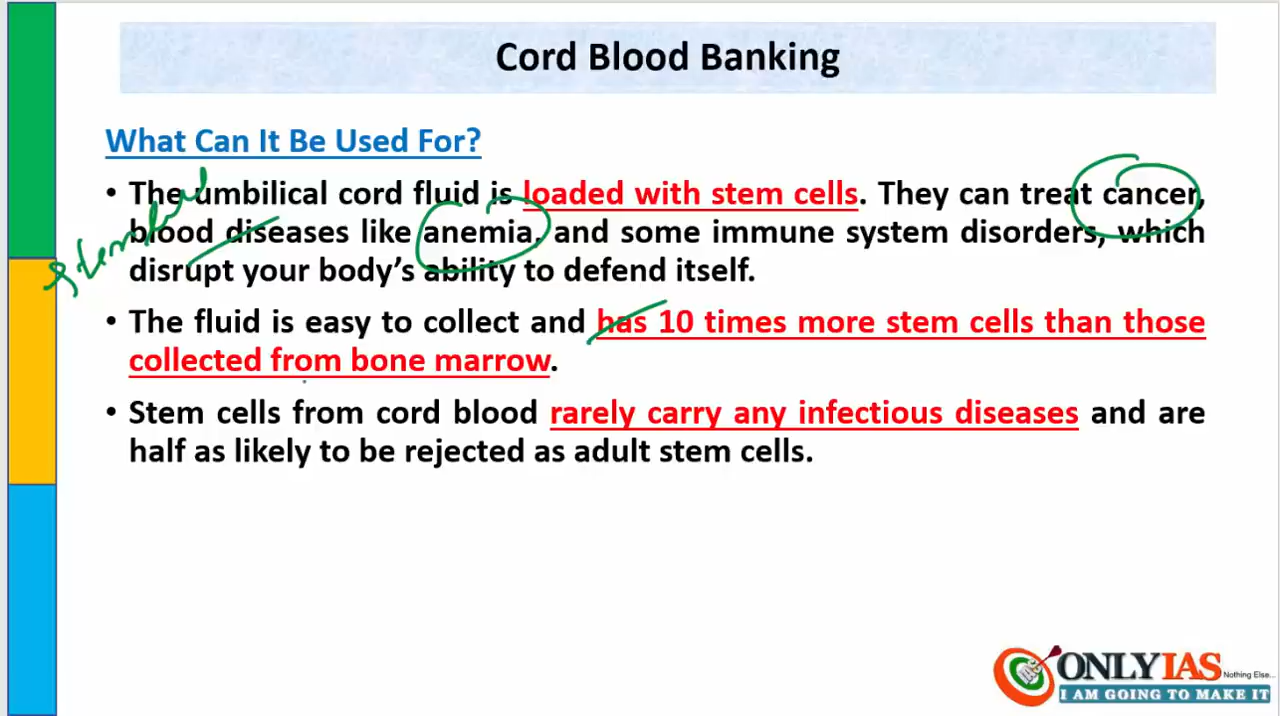 Cord Blood Banking
What Can It Be Used For?
• The umbilical cord fluid is loaded with stem cells. They can treat cancer,
blood diseases like anemia, and some immune system disorders, which
disrupt your body's ability to defend itself.
• The fluid is easy to collect and has 10 times more stem cells than those
collected from bone marrow.
• Stem cells from cord blood rarely carry any infectious diseases and are
half as likely to be rejected as adult stem cells.
ONLYIAS
Nothing Else...
I AM GOING TO MAKE IT